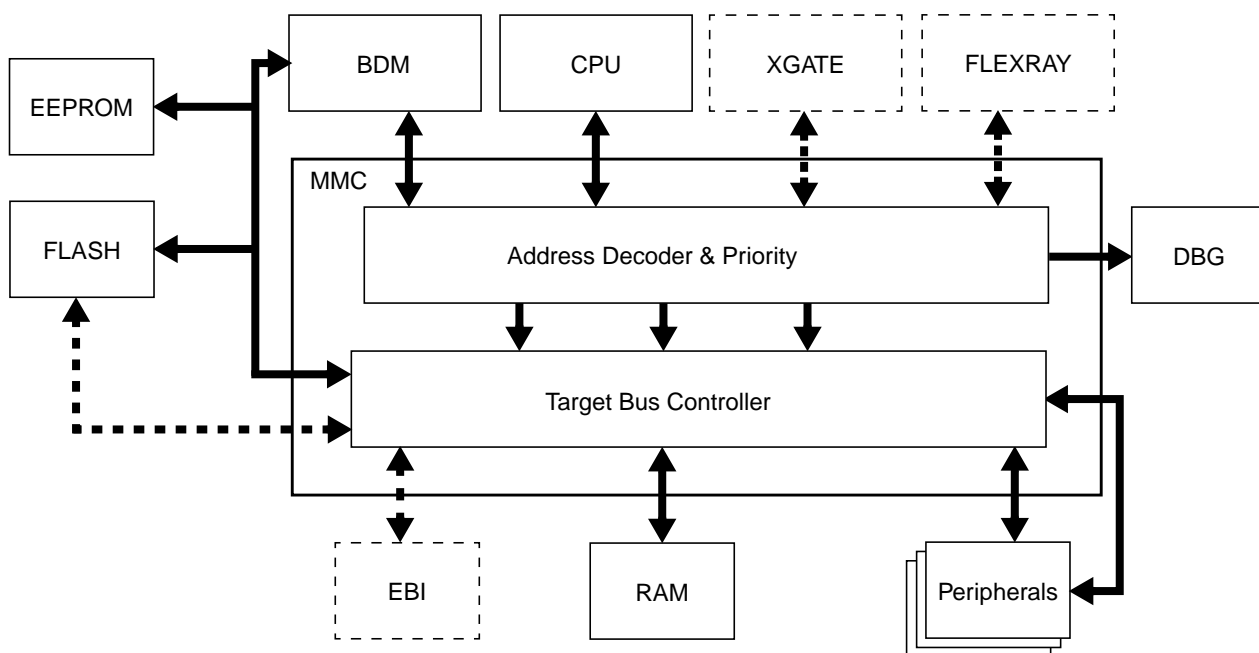 BDM
CPU
XGATE
FLEXRAY
EEPROM
MMC
FLASH
Address Decoder & Priority
DBG
Target Bus Controller
EBI
RAM
Peripherals